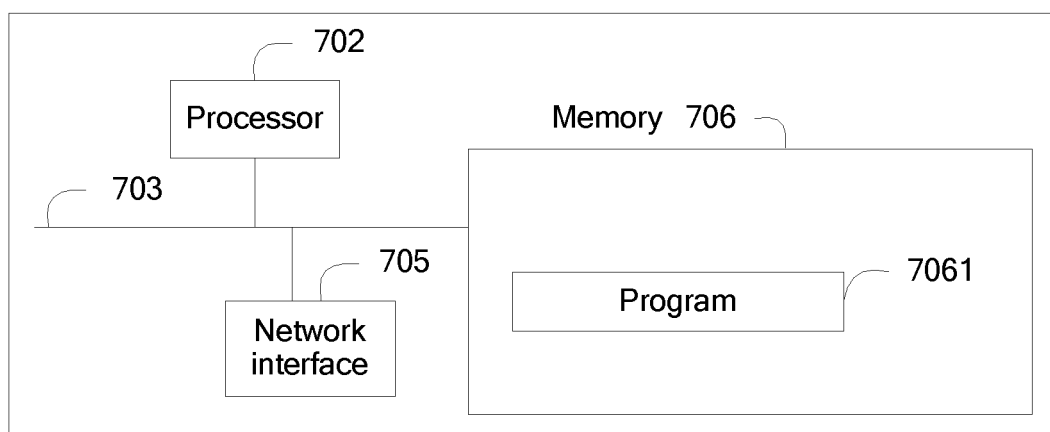 702
Processor
Memory 706
703
705
7061
Program
Network
interface